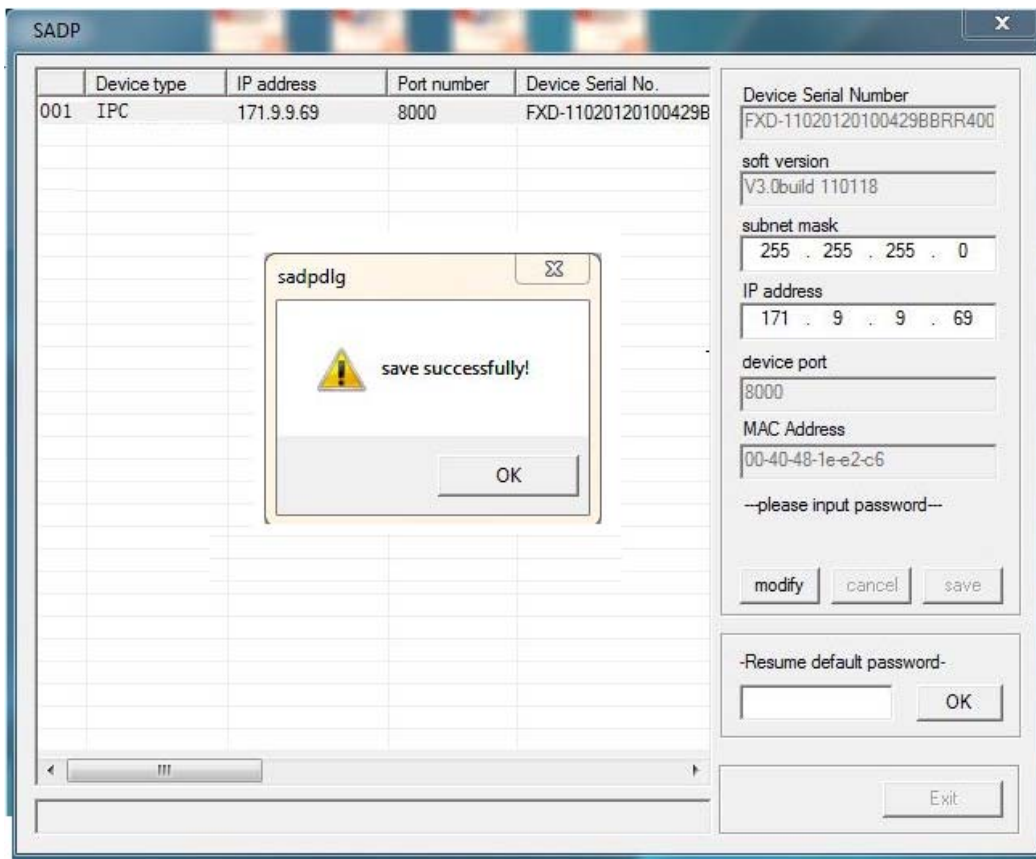 SADP
Device type IP address Port number Device Serial No.
001 IPC 171.9.9.69 8000 FXD-11020120100429B
Device Serial Number
FXD-11020120100429BBRR400
soft version
V3.0build 110118
subnet mask
255 . 255 . 255 . 0
IP address
171 . 9 . 9 . 69
device port
8000
MAC Address
00-40-48-1e-e2-c6
---please input password---
modify cancel save
-Resume default password-
OK
Exit
sadpdlg
save successfully!
OK